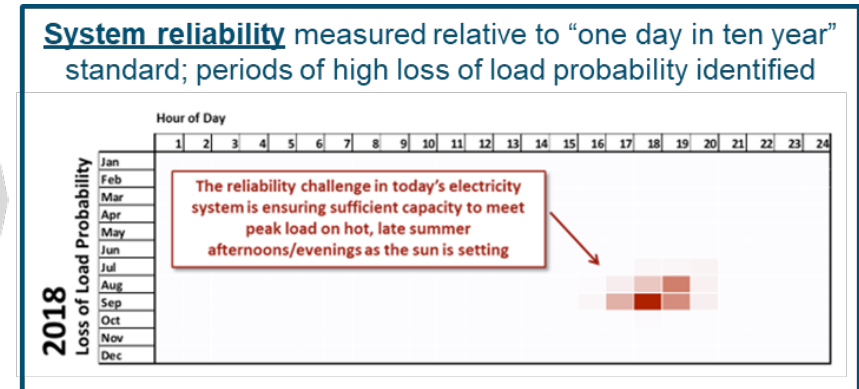 System reliability measured relative to “one day in ten year”
standard; periods of high loss of load probability identified
Hour of Day
1 2 3 4 5 6 7 8 9 10 11 12 13 14 15 16 17 18 19 20 21 22 23 24
2018
Loss of Load Probability
Jan
Feb
Mar
Apr
May
Jun
Jul
Aug
Sep
Oct
Nov
Dec
The reliability challenge in today’s electricity
system is ensuring sufficient capacity to meet
peak load on hot, late summer
afternoons/evenings as the sun is setting